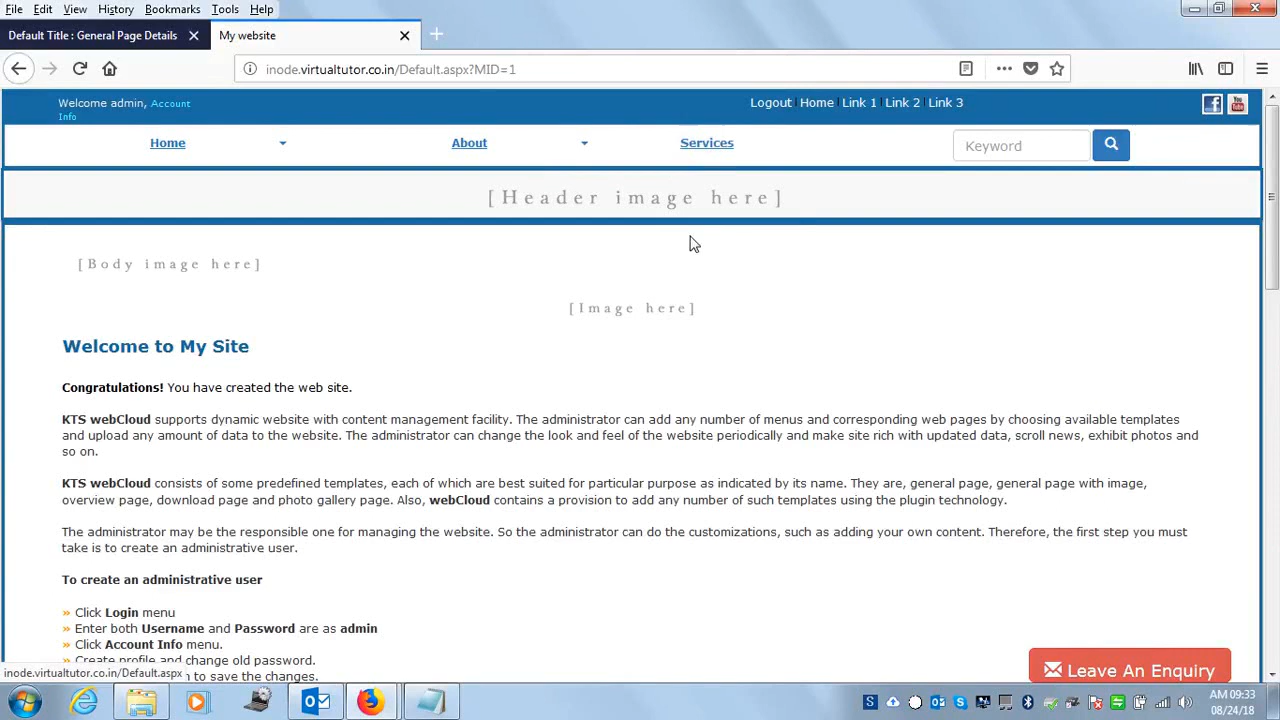 File Edit View History Bookmarks Tools Help
Default Title : General Page Details
My website
inode.virtualtutor.co.in/Default.aspx?MID=1
Welcome admin, Account
Info
Logout Home Link 1 Link 2 Link 3
Home About Services Keyword
[Header image here]
[Body image here]
[Image here]
Welcome to My Site
Congratulations! You have created the web site.
KTS webCloud supports dynamic website with content management facility. The administrator can add any number of menus and corresponding web pages by choosing available templates
and upload any amount of data to the website. The administrator can change the look and feel of the website periodically and make site rich with updated data, scroll news, exhibit photos and
so on.
KTS webCloud consists of some predefined templates, each of which are best suited for particular purpose as indicated by its name. They are, general page, general page with image,
overview page, download page and photo gallery page. Also, webCloud contains a provision to add any number of such templates using the plugin technology.
The administrator may be the responsible one for managing the website. So the administrator can do the customizations, such as adding your own content. Therefore, the first step you must
take is to create an administrative user.
To create an administrative user
» Click Login menu
» Enter both Username and Password are as admin
» Click Account Info menu.
» Create profile and change old password.
n to save the changes.
Leave An Enquiry
inode.virtualtutor.co.in/Default.aspx
AM 09:33
08/24/18